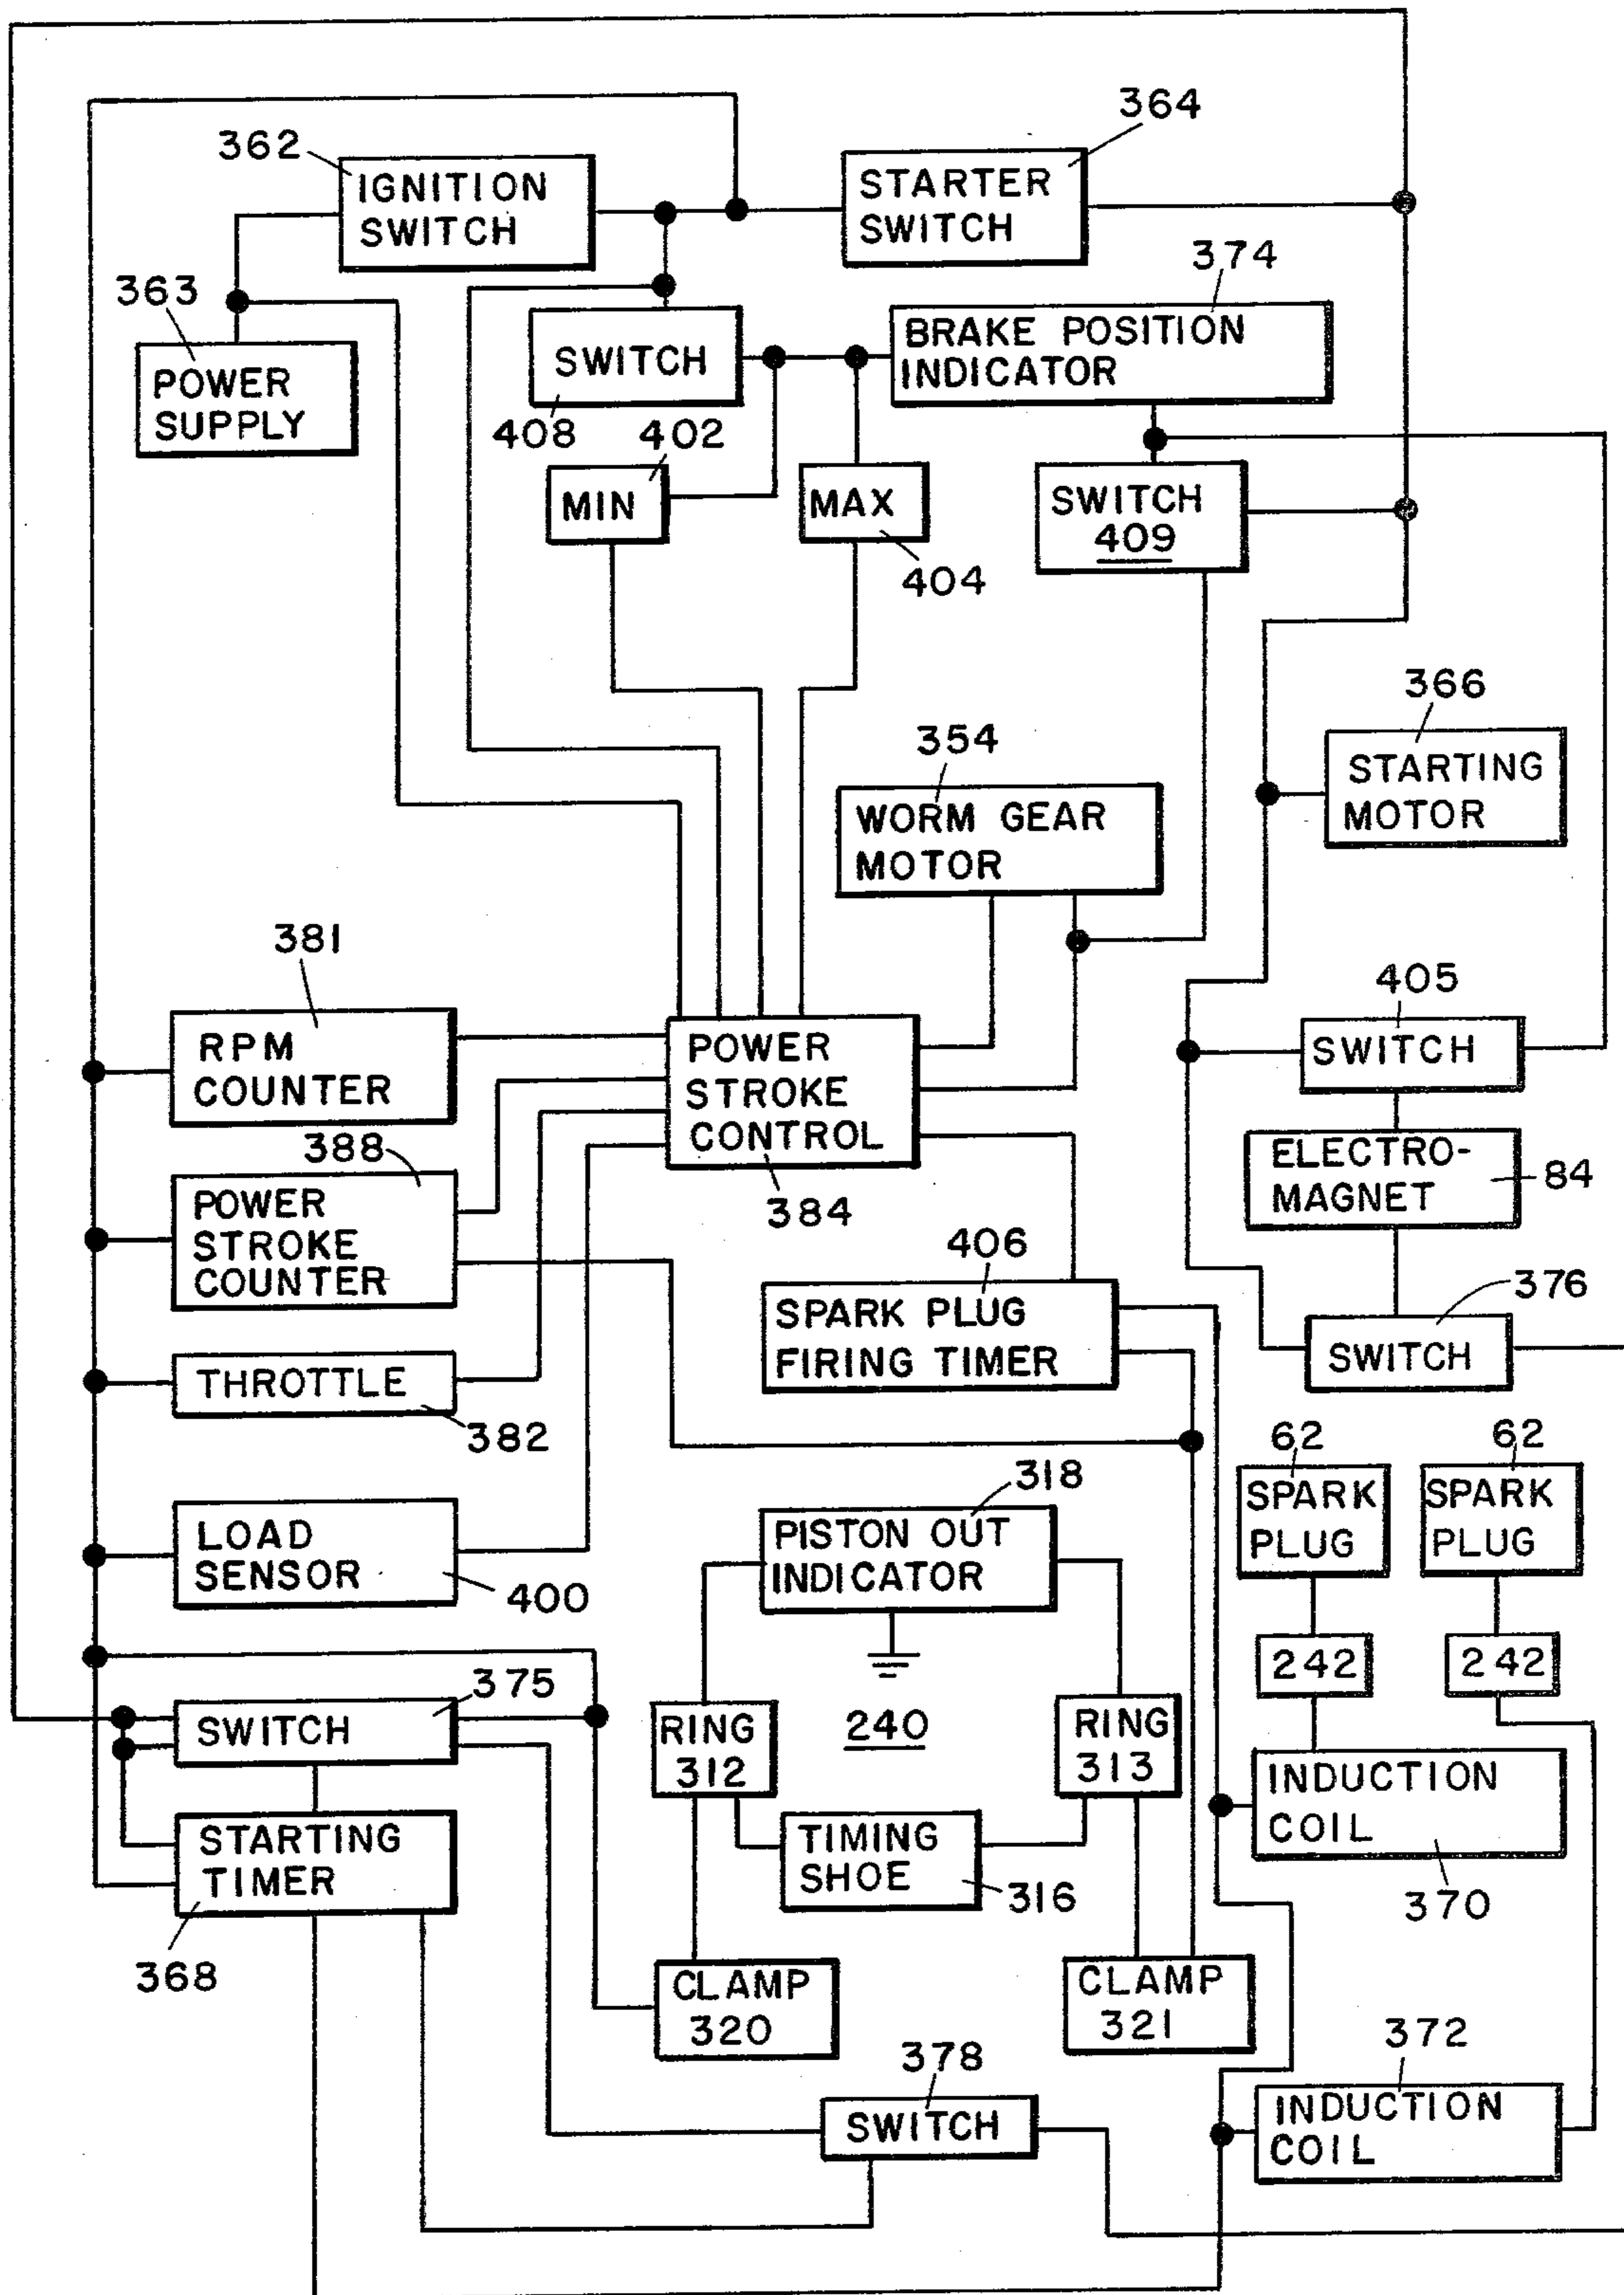 364
362
IGNITION
SWITCH
STARTER
SWITCH
374
363
BRAKE POSITION
INDICATOR
SWITCH
POWER
SUPPLY
408
402
MIN
MAX
SWITCH
409
404
366
354
STARTING
MOTOR
WORM GEAR
MOTOR
381
405
RPM
COUNTER
POWER
STROKE
CONTROL
SWITCH
388
ELECTRO-
MAGNET
84
POWER
STROKE
COUNTER
384
406
376
SPARK PLUG
FIRING TIMER
SWITCH
THROTTLE
382
62
62
318
SPARK
PLUG
SPARK
PLUG
LOAD
SENSOR
PISTON OUT
INDICATOR
400
242
242
375
SWITCH
RING
312
240
RING
313
INDUCTION
COIL
STARTING
TIMER
TIMING
SHOE
316
370
368
CLAMP
320
CLAMP
321
378
372
SWITCH
INDUCTION
COIL